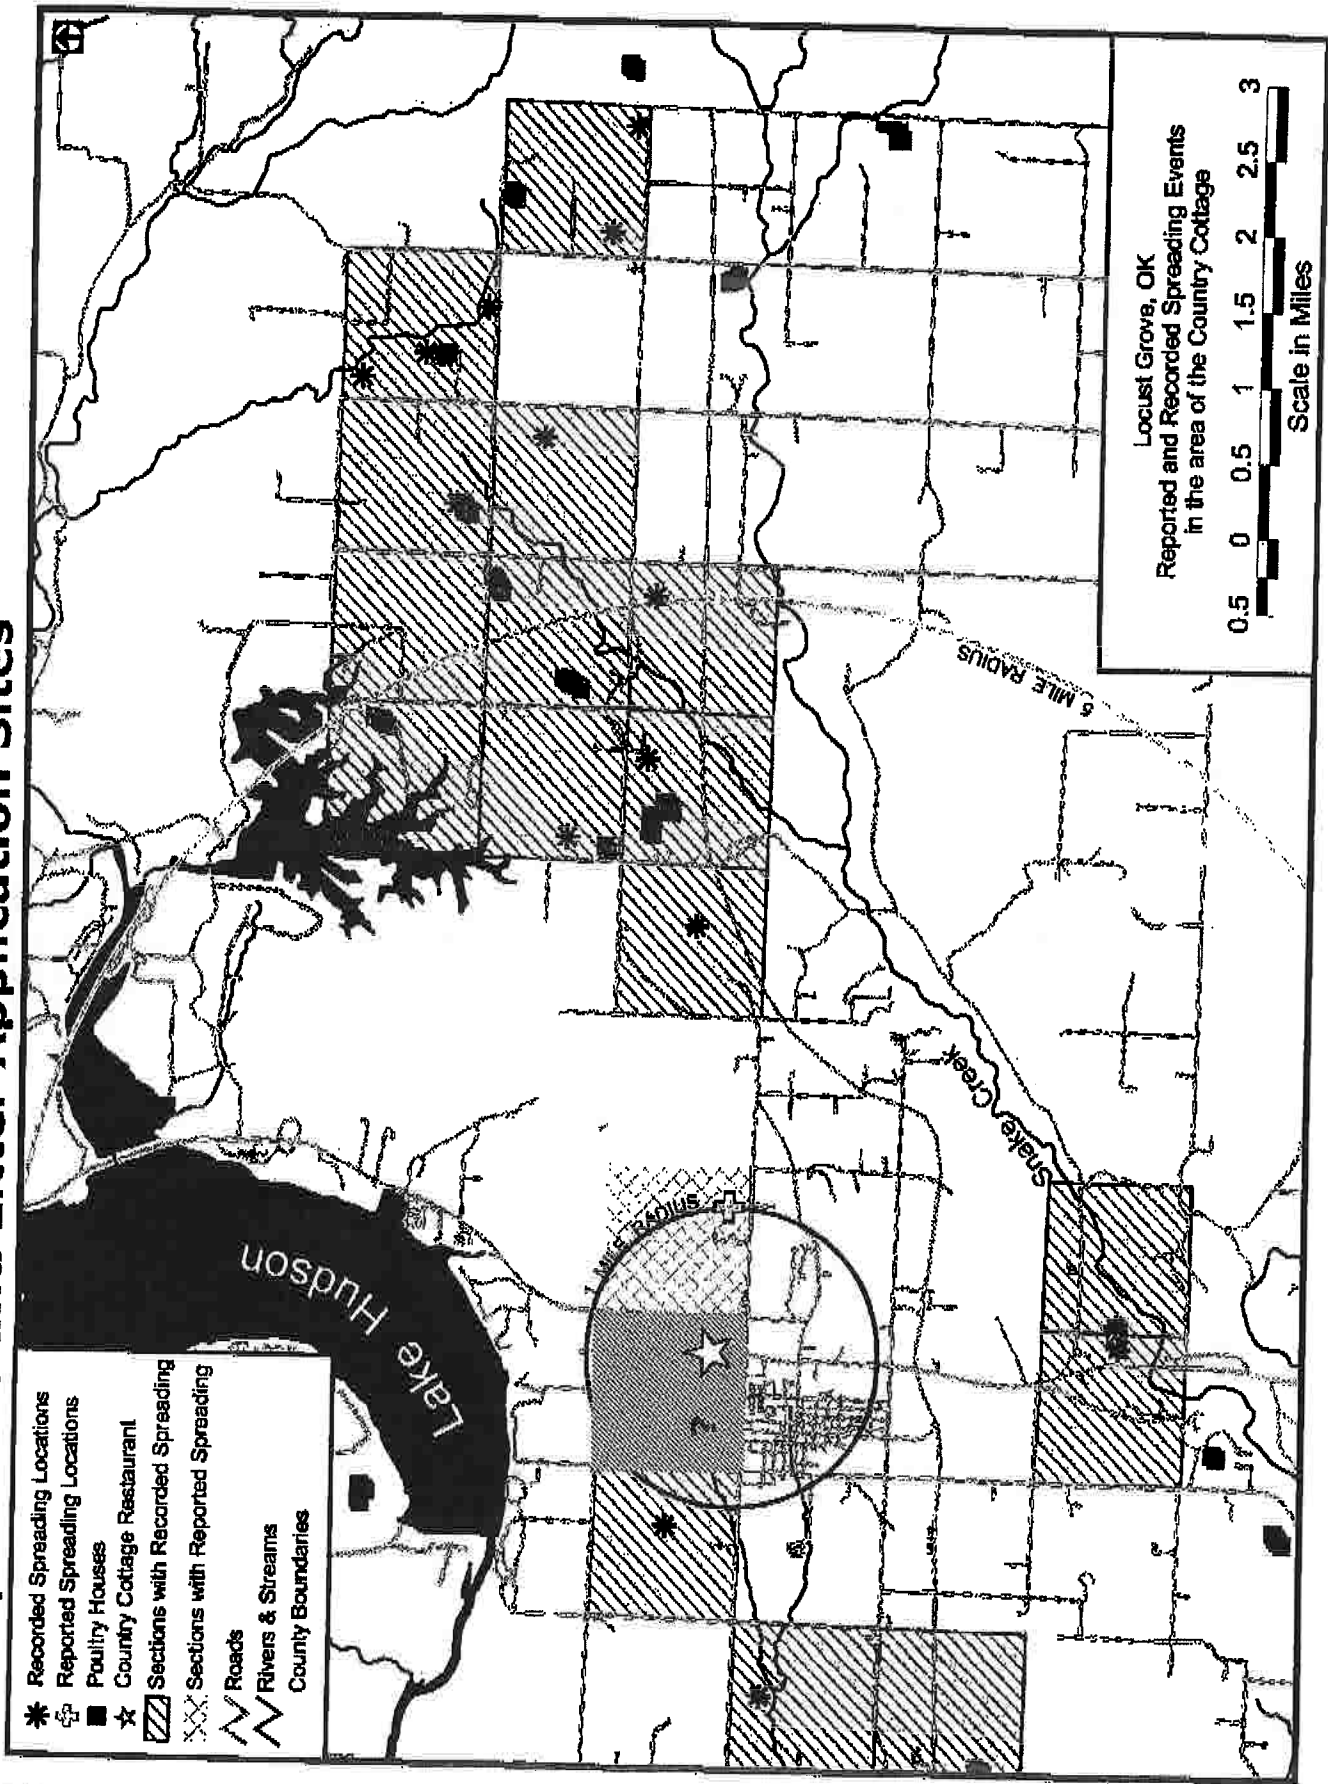 Litter Application Sites
Recorded Spreading Locations
Reported Spreading Locations
Poultry Houses
Country Cottage Restaurant
Sections with Recorded Spreading
Sections with Reported Spreading
Roads
Rivers & Streams
County Boundaries
Lake Hudson
1 MILE RADIUS
Snake Creek
5 MILE RADIUS
Locust Grove, OK
Reported and Recorded Spreading Events
in the area of the Country Cottage
0.5 0 0.5 1 1.5 2 2.5 3
Scale in Miles